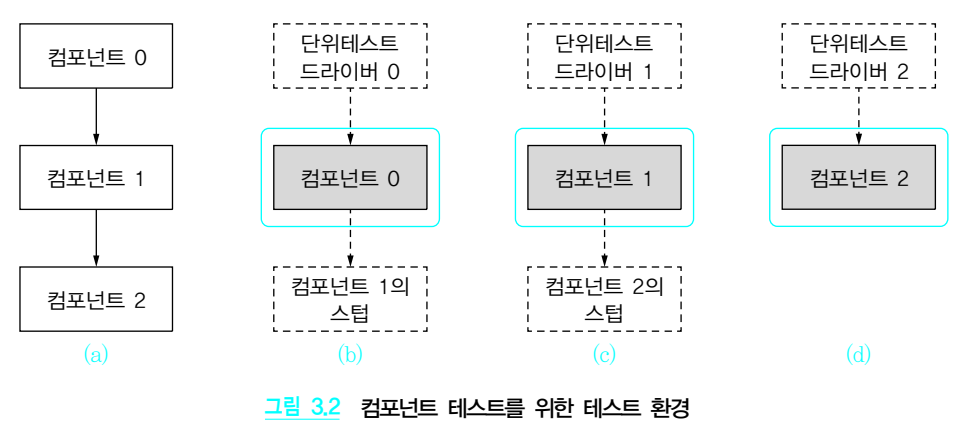 컴포넌트 0
컴포넌트 1
컴포넌트 2
(a)
단위테스트
드라이버 0
컴포넌트 0
컴포넌트 1의
스텁
(b)
단위테스트
드라이버 1
컴포넌트 1
컴포넌트 2의
스텁
(c)
단위테스트
드라이버 2
컴포넌트 2
(d)
그림 3.2 컴포넌트 테스트를 위한 테스트 환경